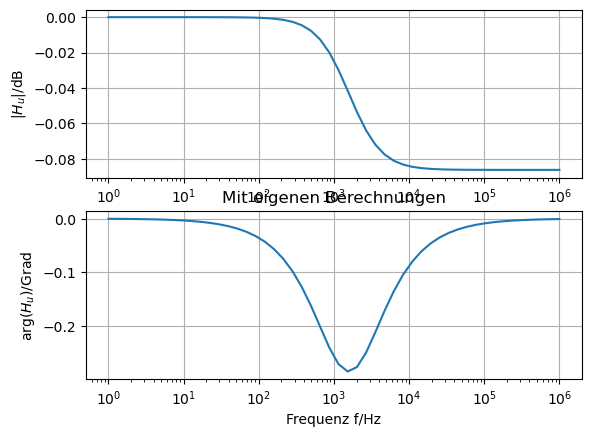 0.00
−0.02
−0.04
−0.06
−0.08
|H_u|/dB
10^0 10^1 10^2 10^3 10^4 10^5 10^6
Mit eigenen Berechnungen
0.0
−0.1
−0.2
arg(H_u)/Grad
10^0 10^1 10^2 10^3 10^4 10^5 10^6
Frequenz f/Hz